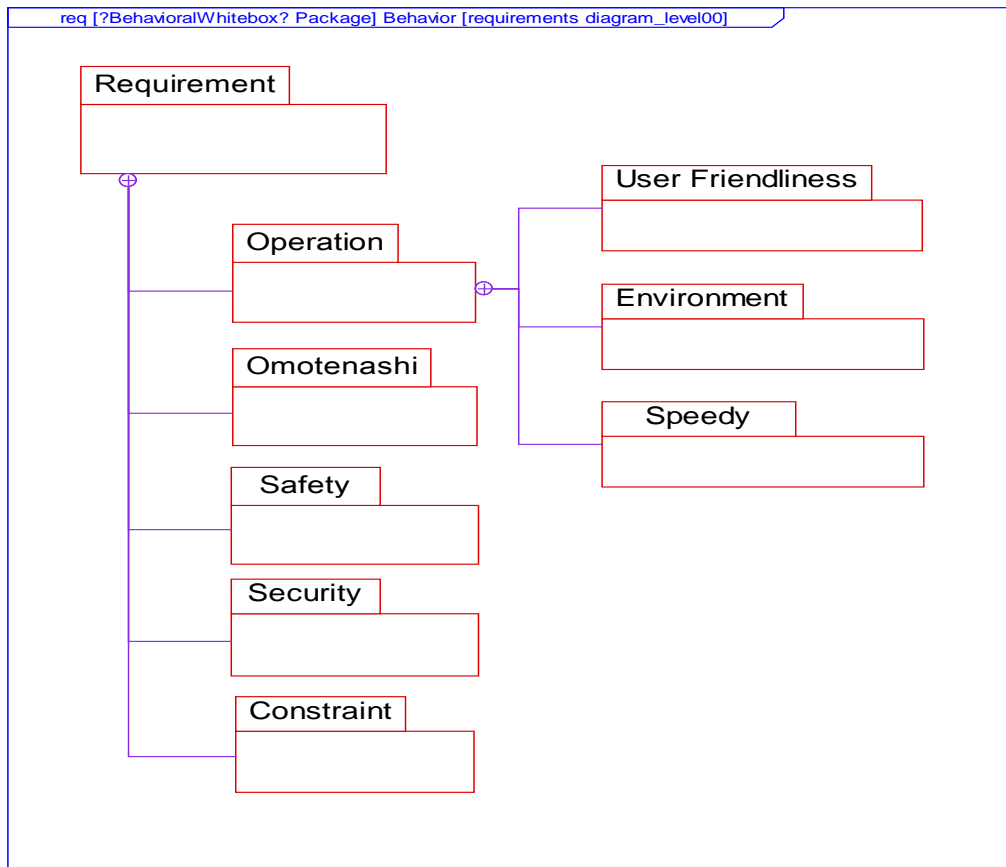 req [?BehavioralWhitebox? Package] Behavior [requirements diagram_level00]
Requirement
User Friendliness
Operation
Environment
Omotenashi
Speedy
Safety
Security
Constraint